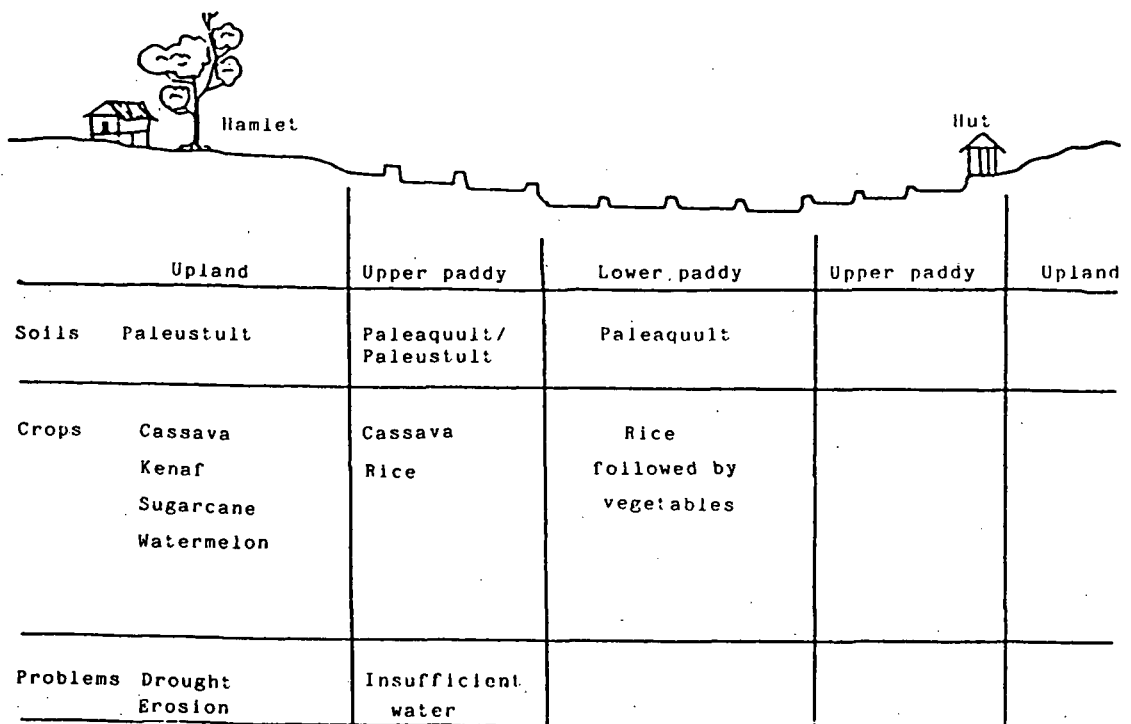 Hamlet
Hut
Upland Upper paddy Lower paddy Upper paddy Upland
Soils Paleustult Paleaquult/ Paleaquult
Paleustult
Crops Cassava Cassava Rice
Kenaf Rice followed by
Sugarcane vegetables
Watermelon
Problems Drought Insufficient
Erosion water